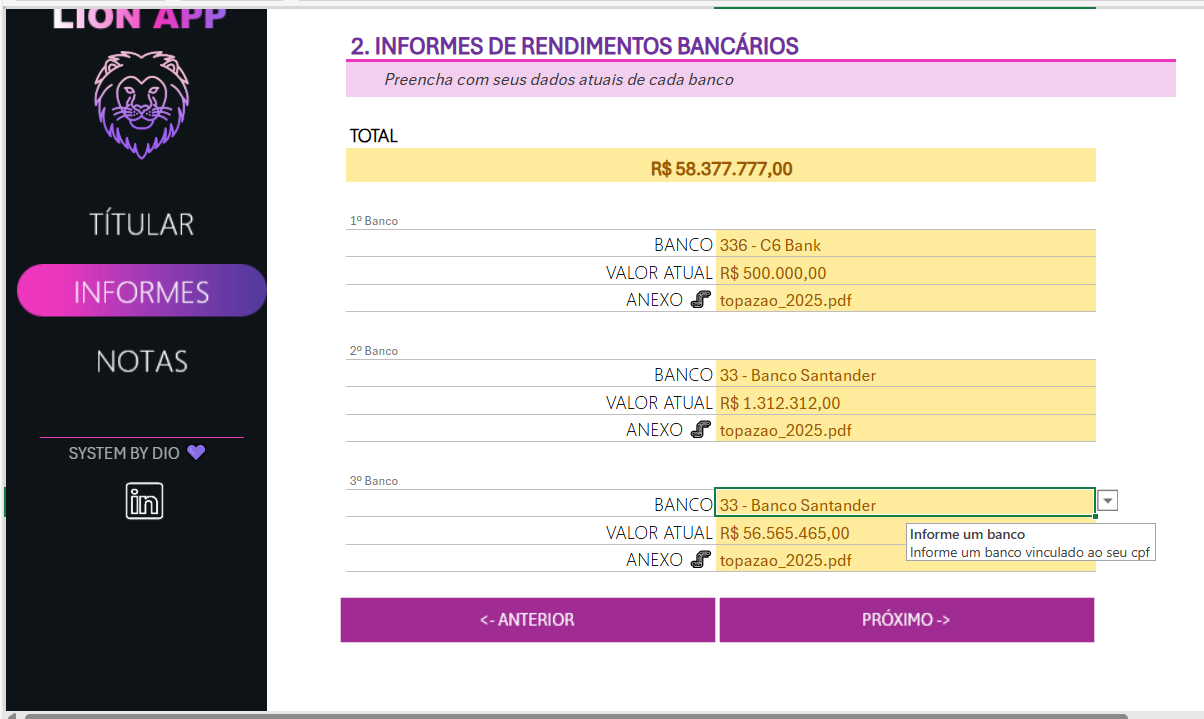 LION APP
TÍTULAR
INFORMES
NOTAS
SYSTEM BY DIO
in
2. INFORMES DE RENDIMENTOS BANCÁRIOS
Preencha com seus dados atuais de cada banco
TOTAL
R$ 58.377.777,00
1º Banco
BANCO 336 - C6 Bank
VALOR ATUAL R$ 500.000,00
ANEXO topazao_2025.pdf
2º Banco
BANCO 33 - Banco Santander
VALOR ATUAL R$ 1.312.312,00
ANEXO topazao_2025.pdf
3º Banco
BANCO 33 - Banco Santander
VALOR ATUAL R$ 56.565.465,00
Informe um banco
Informe um banco vinculado ao seu cpf
ANEXO topazao_2025.pdf
<- ANTERIOR
PRÓXIMO ->